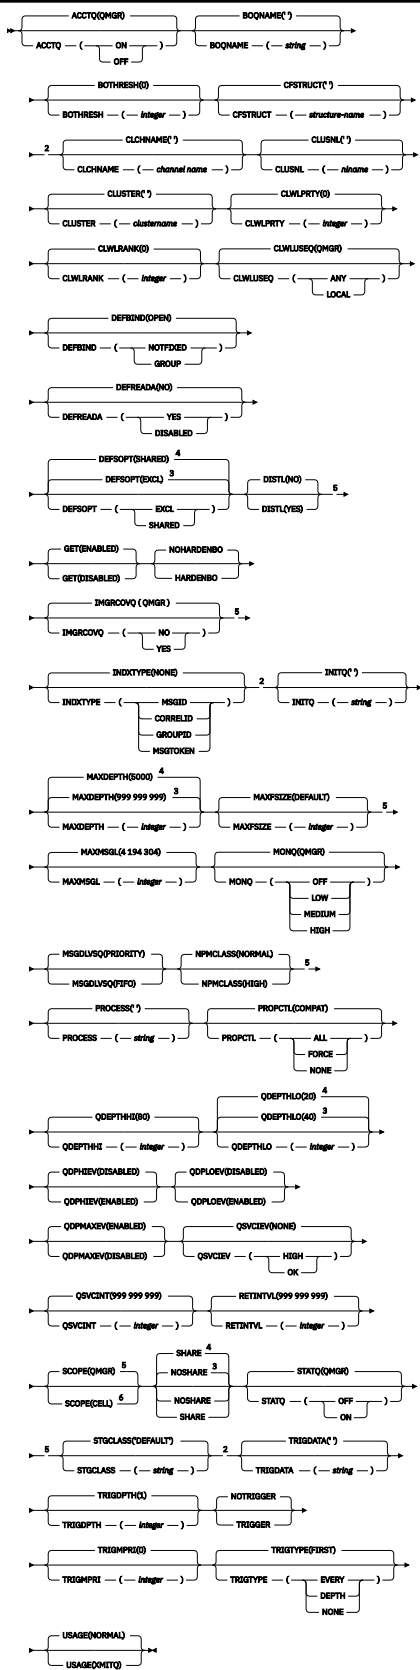 ACCTQ(QMGR) BOQNAME(' ')
ACCTQ ( ON ) BOQNAME ( string )
OFF
BOTHRESH(0) CFSTRUCT(' ')
BOTHRESH ( integer ) CFSTRUCT ( structure-name )
2 CLCHNAME(' ') CLUSNL(' ')
CLCHNAME ( channel name ) CLUSNL ( nlname )
CLUSTER(' ') CLWLPRTY(0)
CLUSTER ( clustername ) CLWLPRTY ( integer )
CLWLRANK(0) CLWLUSEQ(QMGR)
CLWLRANK ( integer ) CLWLUSEQ ( ANY )
LOCAL
DEFBIND(OPEN)
DEFBIND ( NOTFIXED )
GROUP
DEFREADA(NO)
DEFREADA ( YES )
DISABLED
DEFSOPT(SHARED) 4
DEFSOPT(EXCL) 3 DISTL(NO)
DEFSOPT ( EXCL ) DISTL(YES) 5
SHARED
GET(ENABLED) NOHARDENBO
GET(DISABLED) HARDENBO
IMGRCOVQ ( QMGR ) 5
IMGRCOVQ ( NO )
YES
INDXTYPE(NONE) 2 INITQ(' ')
INDXTYPE ( MSGID ) INITQ ( string )
CORRELID
GROUPID
MSGTOKEN
MAXDEPTH(5000) 4
MAXDEPTH(999 999 999) 3 MAXFSIZE(DEFAULT) 5
MAXDEPTH ( integer ) MAXFSIZE ( integer )
MAXMSGL(4 194 304) MONQ(QMGR)
MAXMSGL ( integer ) MONQ ( OFF )
LOW
MEDIUM
HIGH
MSGDLVSQ(PRIORITY) NPMCLASS(NORMAL) 5
MSGDLVSQ(FIFO) NPMCLASS(HIGH)
PROCESS(' ') PROPCTL(COMPAT)
PROCESS ( string ) PROPCTL ( ALL )
FORCE
NONE
QDEPTHLO(20) 4
QDEPTHHI(80) QDEPTHLO(40) 3
QDEPTHHI ( integer ) QDEPTHLO ( integer )
QDPHIEV(DISABLED) QDPLOEV(DISABLED)
QDPHIEV(ENABLED) QDPLOEV(ENABLED)
QDPMAXEV(ENABLED) QSVCIEV(NONE)
QDPMAXEV(DISABLED) QSVCIEV ( HIGH )
OK
QSVCINT(999 999 999) RETINTVL(999 999 999)
QSVCINT ( integer ) RETINTVL ( integer )
SHARE 4
SCOPE(QMGR) 5 NOSHARE 3 STATQ(QMGR)
SCOPE(CELL) 6 NOSHARE STATQ ( OFF )
SHARE ON
5 STGCLASS('DEFAULT') 2 TRIGDATA(' ')
STGCLASS ( string ) TRIGDATA ( string )
TRIGDPTH(1) NOTRIGGER
TRIGDPTH ( integer ) TRIGGER
TRIGMPRI(0) TRIGTYPE(FIRST)
TRIGMPRI ( integer ) TRIGTYPE ( EVERY )
DEPTH
NONE
USAGE(NORMAL)
USAGE(XMITQ)